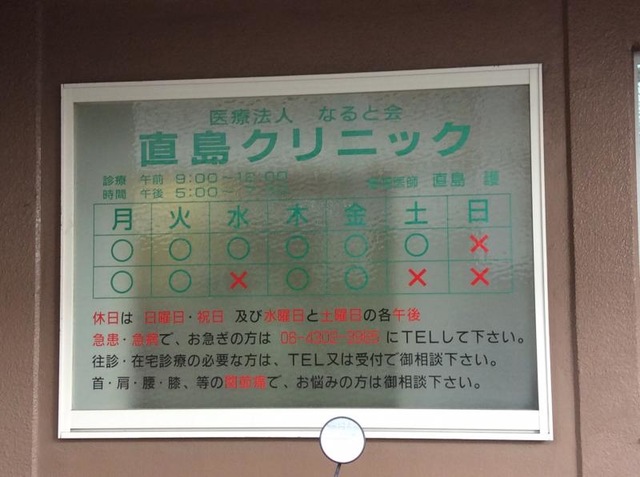 医療法人 なると会
直島クリニック
診療 午前 9:00〜12:00
時間 午後 5:00〜
医師 直島 護
月 火 水 木 金 土 日
○ ○ ○ ○ ○ ○ ×
○ ○ × ○ ○ × ×
休日は 日曜日・祝日 及び水曜日と土曜日の各午後
急患・急病で、お急ぎの方は にTELして下さい。
往診・在宅診療の必要な方は、TEL又は受付で御相談下さい。
首・肩・腰・膝、等の関節痛で、お悩みの方は御相談下さい。